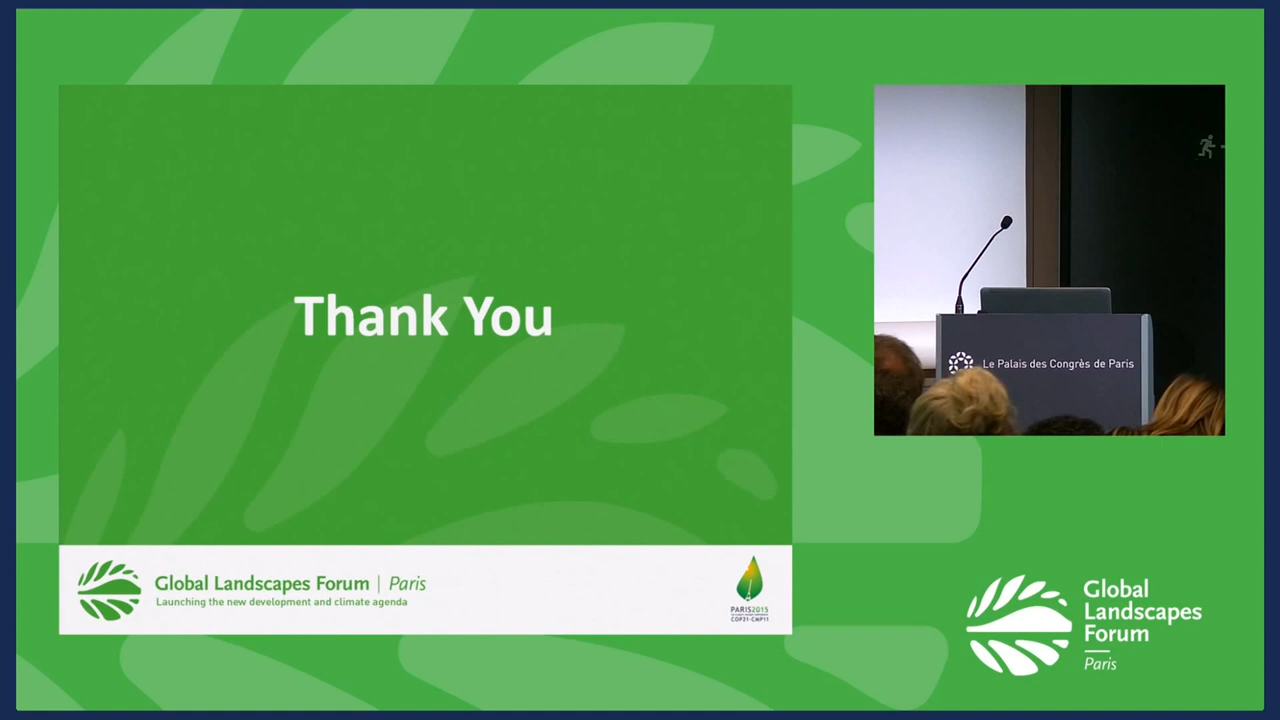 Thank You
Global Landscapes Forum | Paris
Launching the new development and climate agenda
PARIS2015
COP21·CMP11
Le Palais des Congrès de Paris
Global
Landscapes
Forum
Paris